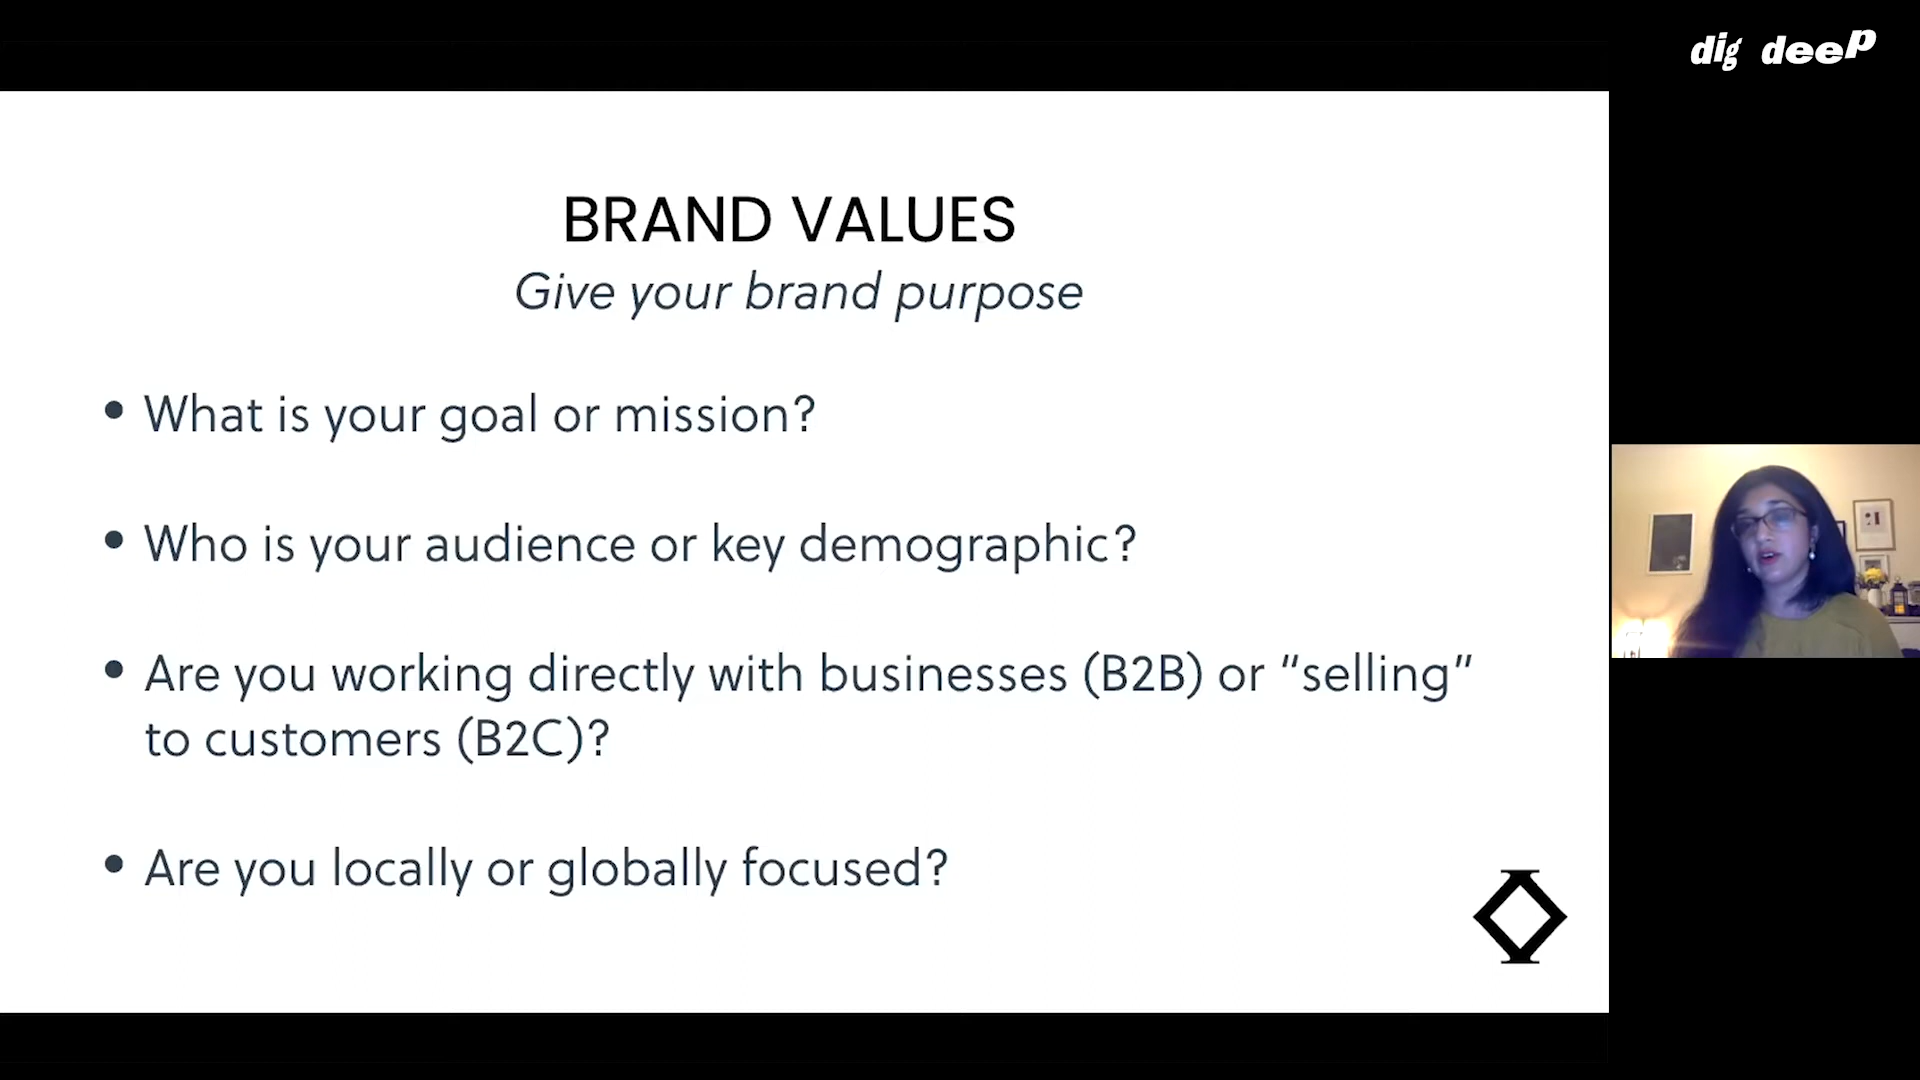 dig deep
BRAND VALUES
Give your brand purpose
• What is your goal or mission?
• Who is your audience or key demographic?
• Are you working directly with businesses (B2B) or “selling”
to customers (B2C)?
• Are you locally or globally focused?